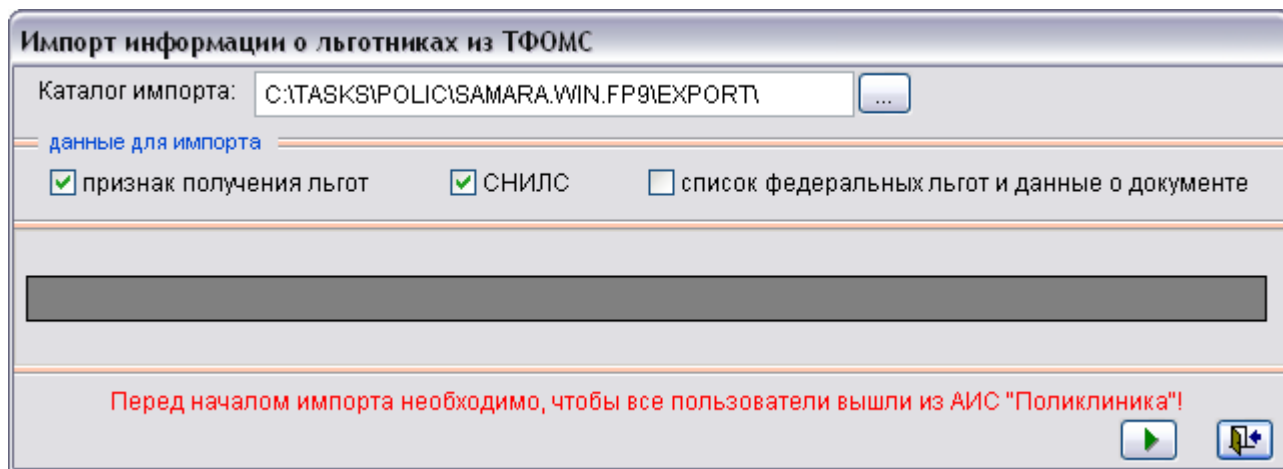 Импорт информации о льготниках из ТФОМС
Каталог импорта: C:\TASKS\POLIC\SAMARA.WIN.FP9\EXPORT\ ...
данные для импорта
признак получения льгот СНИЛС список федеральных льгот и данные о документе
Перед началом импорта необходимо, чтобы все пользователи вышли из АИС "Поликлиника"!